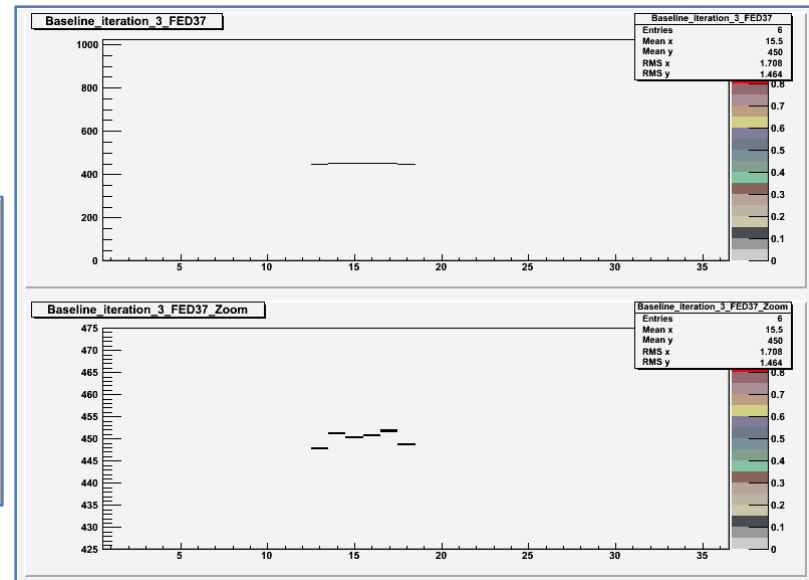 Baseline_iteration_3_FED37
Baseline_iteration_3_FED37
Entries 6
Mean x 15.5
Mean y 450
RMS x 1.708
RMS y 1.464
1000
800
600
400
200
0
5 10 15 20 25 30 35
0.8
0.7
0.6
0.5
0.4
0.3
0.2
0.1
0
Baseline_iteration_3_FED37_Zoom
Baseline_iteration_3_FED37_Zoom
Entries 6
Mean x 15.5
Mean y 450
RMS x 1.708
RMS y 1.464
475
470
465
460
455
450
445
440
435
430
425
5 10 15 20 25 30 35
0.8
0.7
0.6
0.5
0.4
0.3
0.2
0.1
0